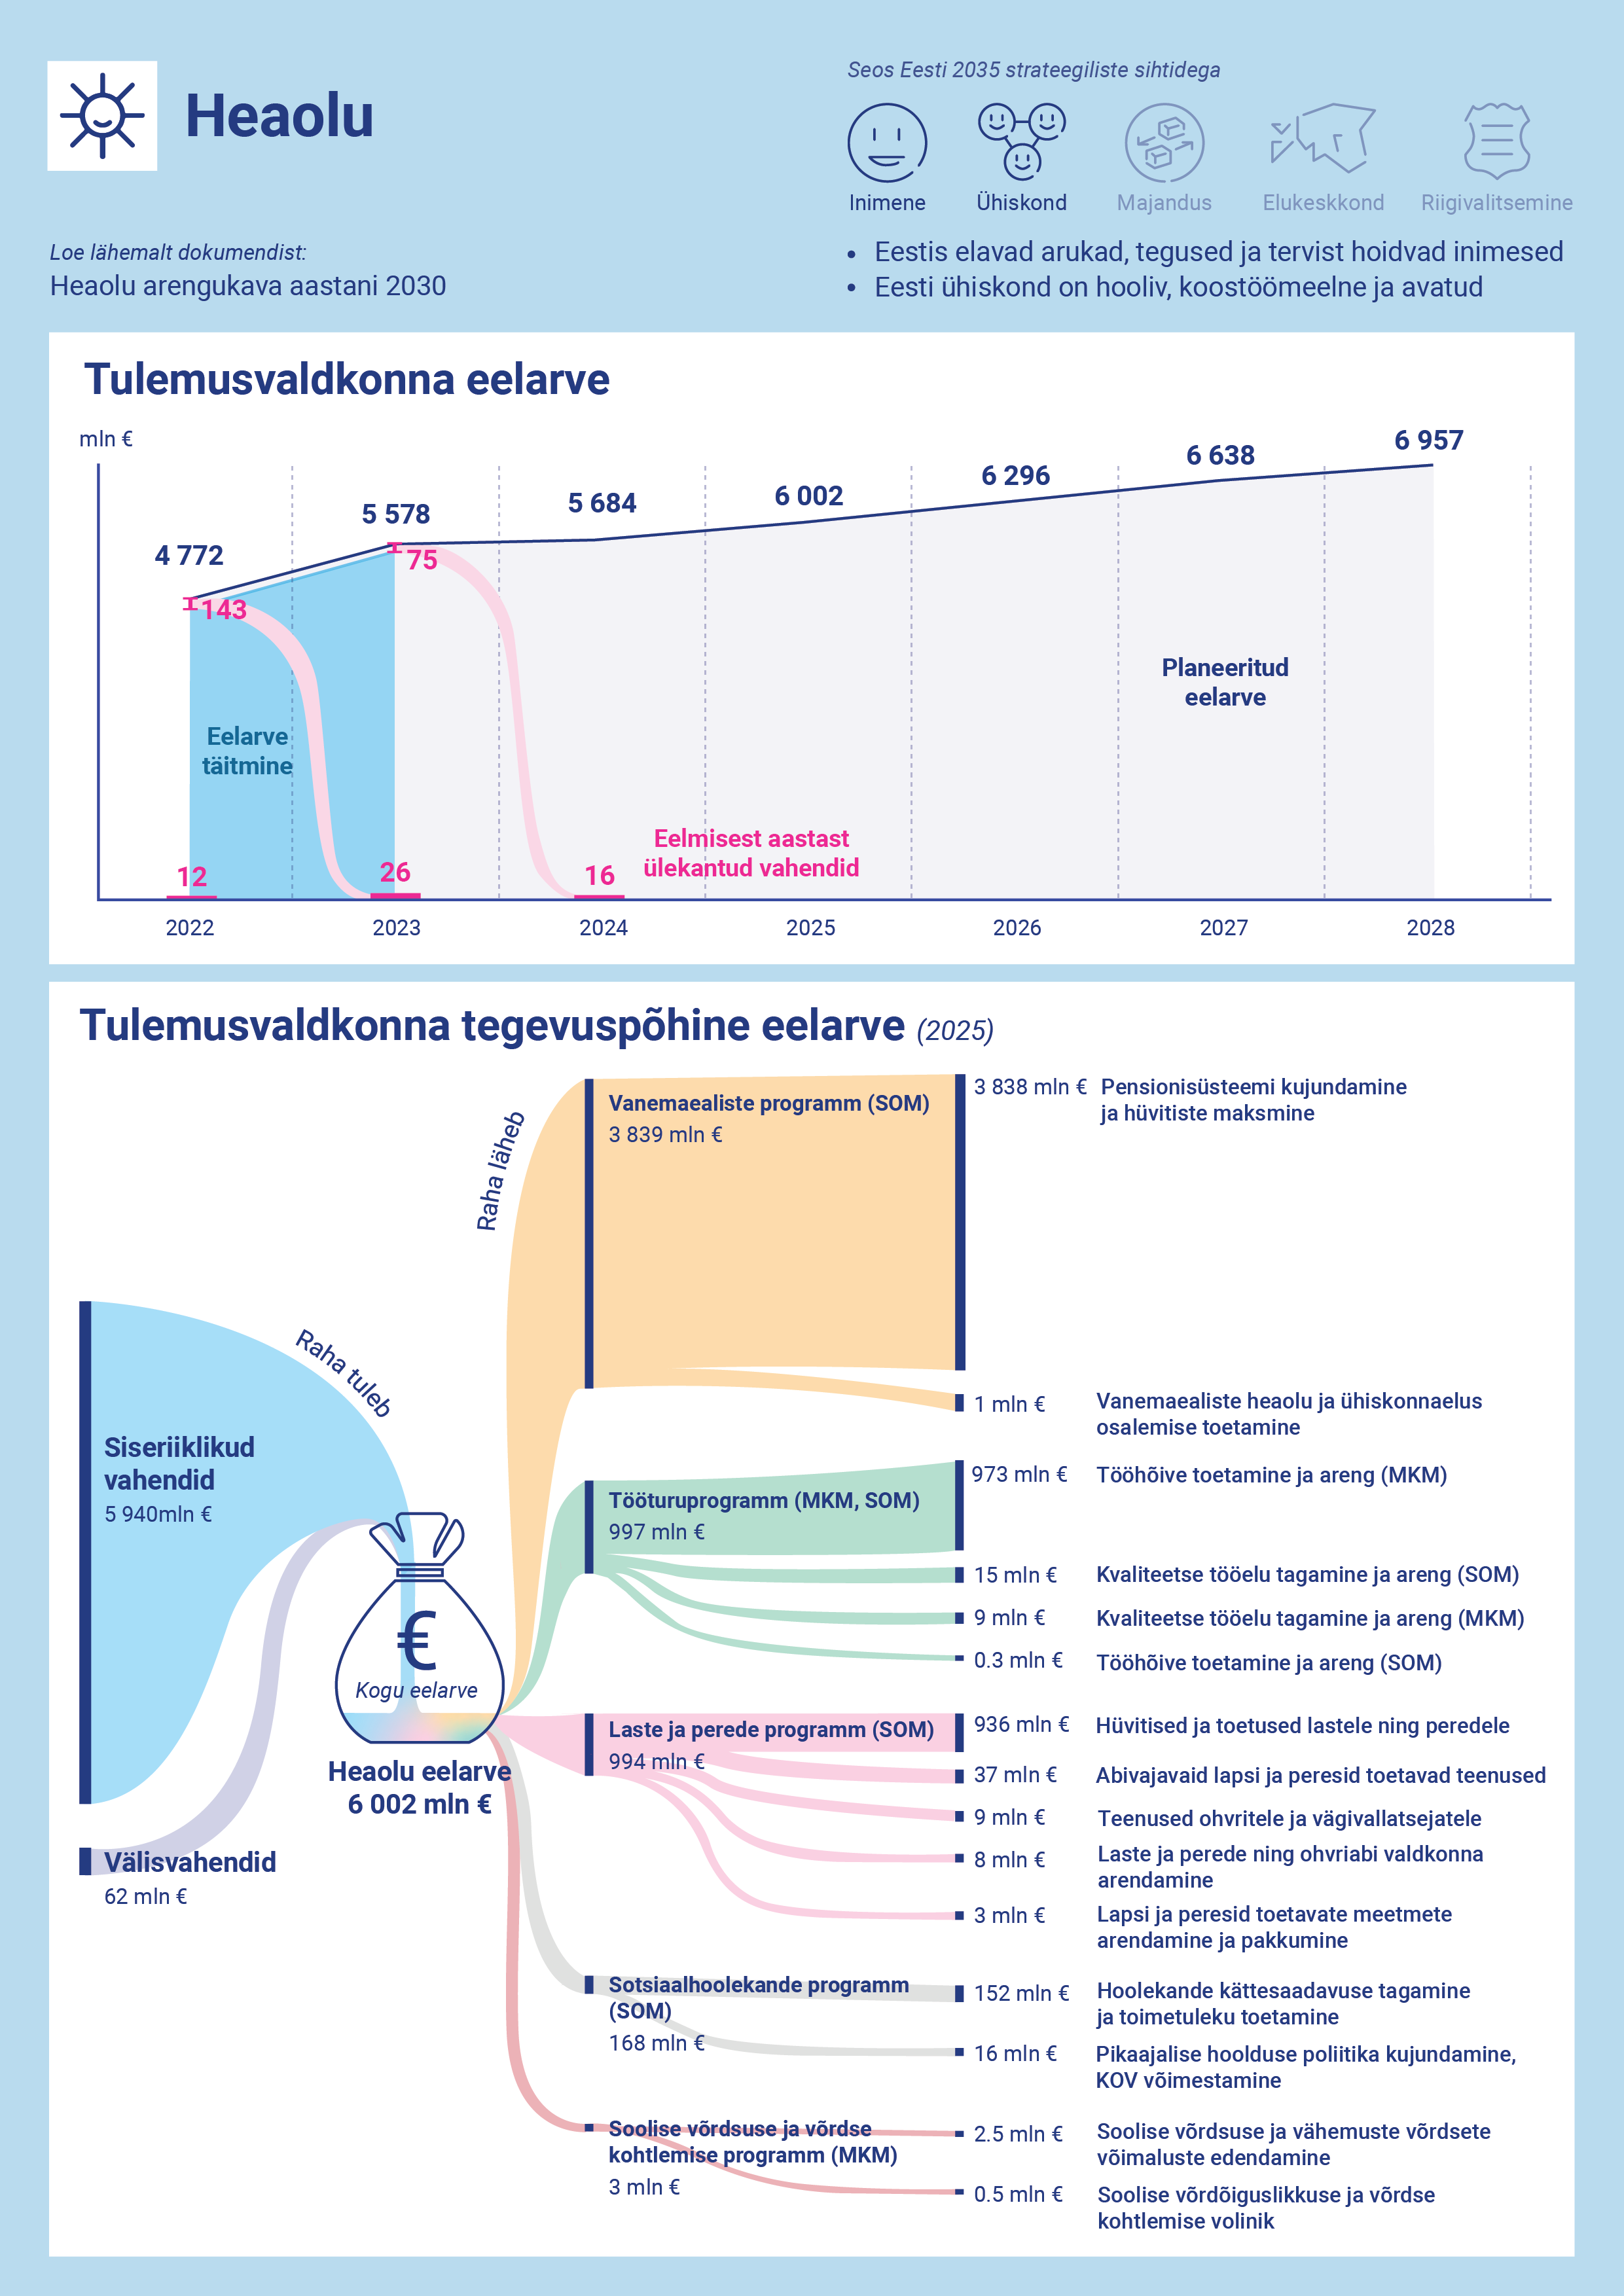 Heaolu
Seos Eesti 2035 strateegiliste sihtidega
Inimene
Ühiskond
Majandus
Elukeskkond
Riigivalitsemine
Loe lähemalt dokumendist:
Heaolu arengukava aastani 2030
• Eestis elavad arukad, tegused ja tervist hoidvad inimesed
• Eesti ühiskond on hooliv, koostöömeelne ja avatud
Tulemusvaldkonna eelarve
mln €
4 772
5 578
5 684
6 002
6 296
6 638
6 957
143
75
Eelarve
täitmine
Planeeritud
eelarve
Eelmisest aastast
ülekantud vahendid
12
26
16
2022
2023
2024
2025
2026
2027
2028
Tulemusvaldkonna tegevuspõhine eelarve (2025)
Raha tuleb
Raha läheb
Siseriiklikud
vahendid
5 940mln €
Välisvahendid
62 mln €
€
Kogu eelarve
Heaolu eelarve
6 002 mln €
Vanemaealiste programm (SOM)
3 839 mln €
3 838 mln € Pensionisüsteemi kujundamine
ja hüvitiste maksmine
1 mln € Vanemaealiste heaolu ja ühiskonnaelus
osalemise toetamine
Tööturuprogramm (MKM, SOM)
997 mln €
973 mln € Tööhõive toetamine ja areng (MKM)
15 mln € Kvaliteetse tööelu tagamine ja areng (SOM)
9 mln € Kvaliteetse tööelu tagamine ja areng (MKM)
0.3 mln € Tööhõive toetamine ja areng (SOM)
Laste ja perede programm (SOM)
994 mln €
936 mln € Hüvitised ja toetused lastele ning peredele
37 mln € Abivajavaid lapsi ja peresid toetavad teenused
9 mln € Teenused ohvritele ja vägivallatsejatele
8 mln € Laste ja perede ning ohvriabi valdkonna
arendamine
3 mln € Lapsi ja peresid toetavate meetmete
arendamine ja pakkumine
Sotsiaalhoolekande programm
(SOM)
168 mln €
152 mln € Hoolekande kättesaadavuse tagamine
ja toimetuleku toetamine
16 mln € Pikaajalise hoolduse poliitika kujundamine,
KOV võimestamine
Soolise võrdsuse ja võrdse
kohtlemise programm (MKM)
3 mln €
2.5 mln € Soolise võrdsuse ja vähemuste võrdsete
võimaluste edendamine
0.5 mln € Soolise võrdõiguslikkuse ja võrdse
kohtlemise volinik